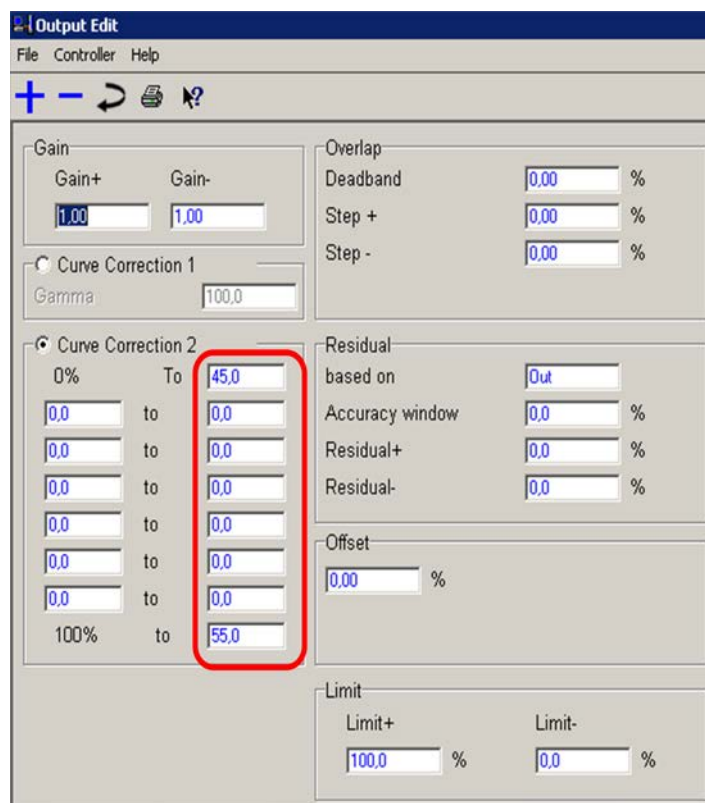 Output Edit
File Controller Help
Gain
Gain+ Gain-
1,00 1,00
Curve Correction 1
Gamma 100,0
Curve Correction 2
0% To 45,0
0,0 to 0,0
0,0 to 0,0
0,0 to 0,0
0,0 to 0,0
0,0 to 0,0
0,0 to 0,0
100% to 55,0
Overlap
Deadband 0,00 %
Step + 0,00 %
Step - 0,00 %
Residual
based on Out
Accuracy window 0,0 %
Residual+ 0,0 %
Residual- 0,0 %
Offset
0,00 %
Limit
Limit+ Limit-
100,0 % 0,0 %